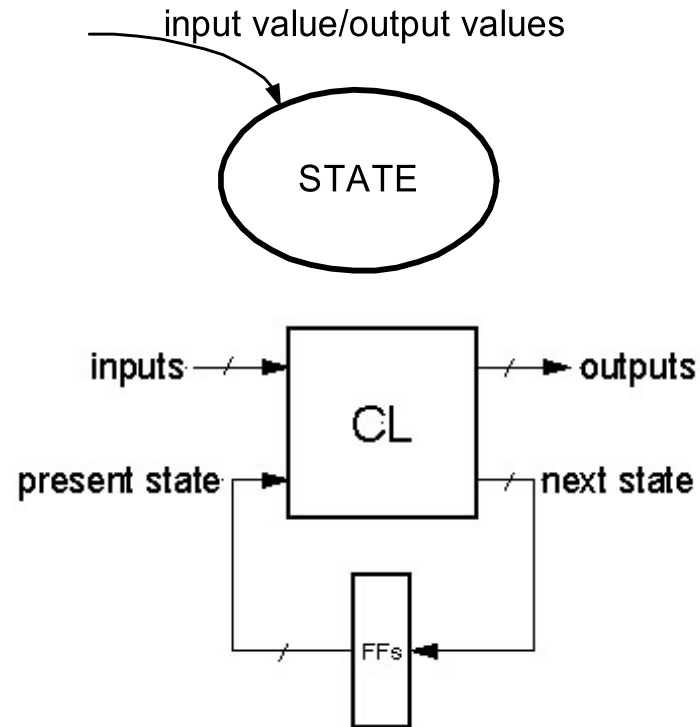 input value/output values
STATE
inputs
outputs
CL
present state
next state
FFs